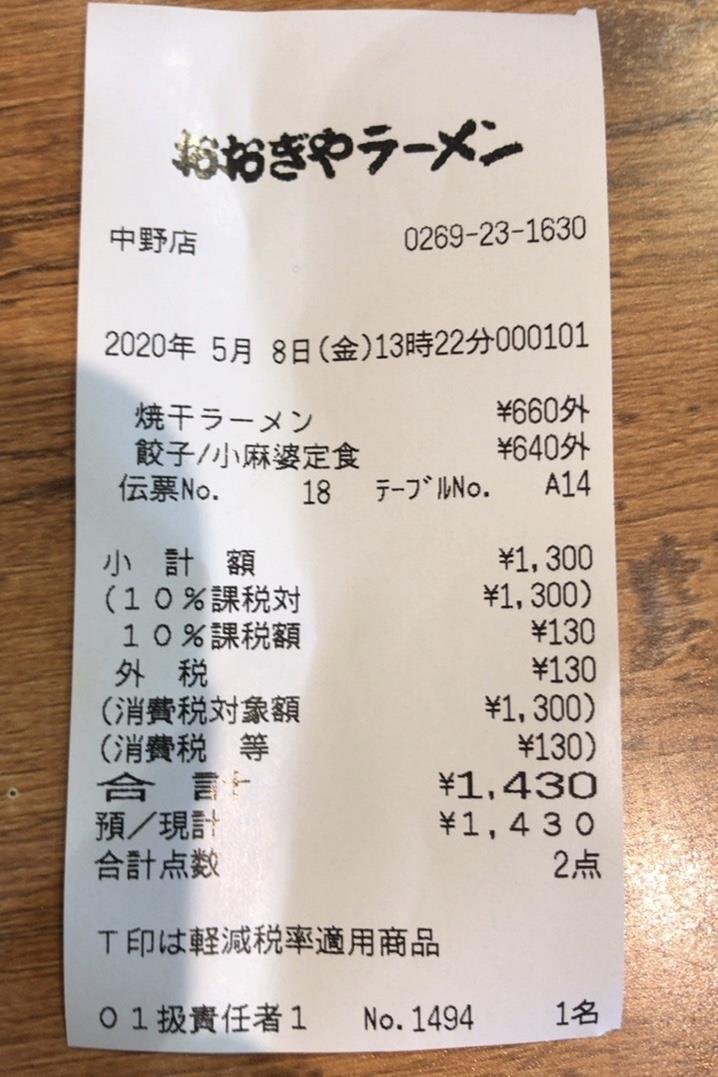 おおぎやラーメン
中野店 0269-23-1630
2020年 5月 8日(金)13時22分000101
焼干ラーメン ¥660外
餃子/小麻婆定食 ¥640外
伝票No. 18 ﾃｰﾌﾞﾙNo. A14
小 計 額 ¥1,300
(１０％課税対 ¥1,300)
１０％課税額 ¥130
外 税 ¥130
(消費税対象額 ¥1,300)
(消費税 等 ¥130)
合 計 ¥1,430
預／現計 ¥１,４３０
合計点数 2点
Ｔ印は軽減税率適用商品
０１扱責任者１ No.1494 1名